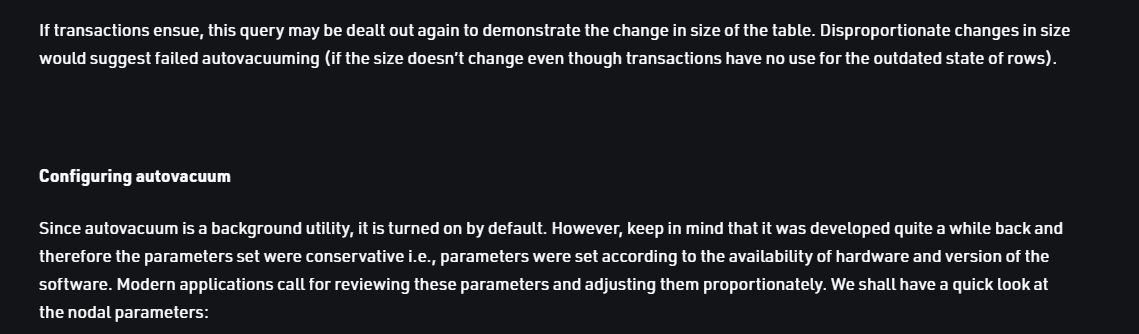 If transactions ensue, this query may be dealt out again to demonstrate the change in size of the table. Disproportionate changes in size
would suggest failed autovacuuming (if the size doesn’t change even though transactions have no use for the outdated state of rows).
Configuring autovacuum
Since autovacuum is a background utility, it is turned on by default. However, keep in mind that it was developed quite a while back and
therefore the parameters set were conservative i.e., parameters were set according to the availability of hardware and version of the
software. Modern applications call for reviewing these parameters and adjusting them proportionately. We shall have a quick look at
the nodal parameters: